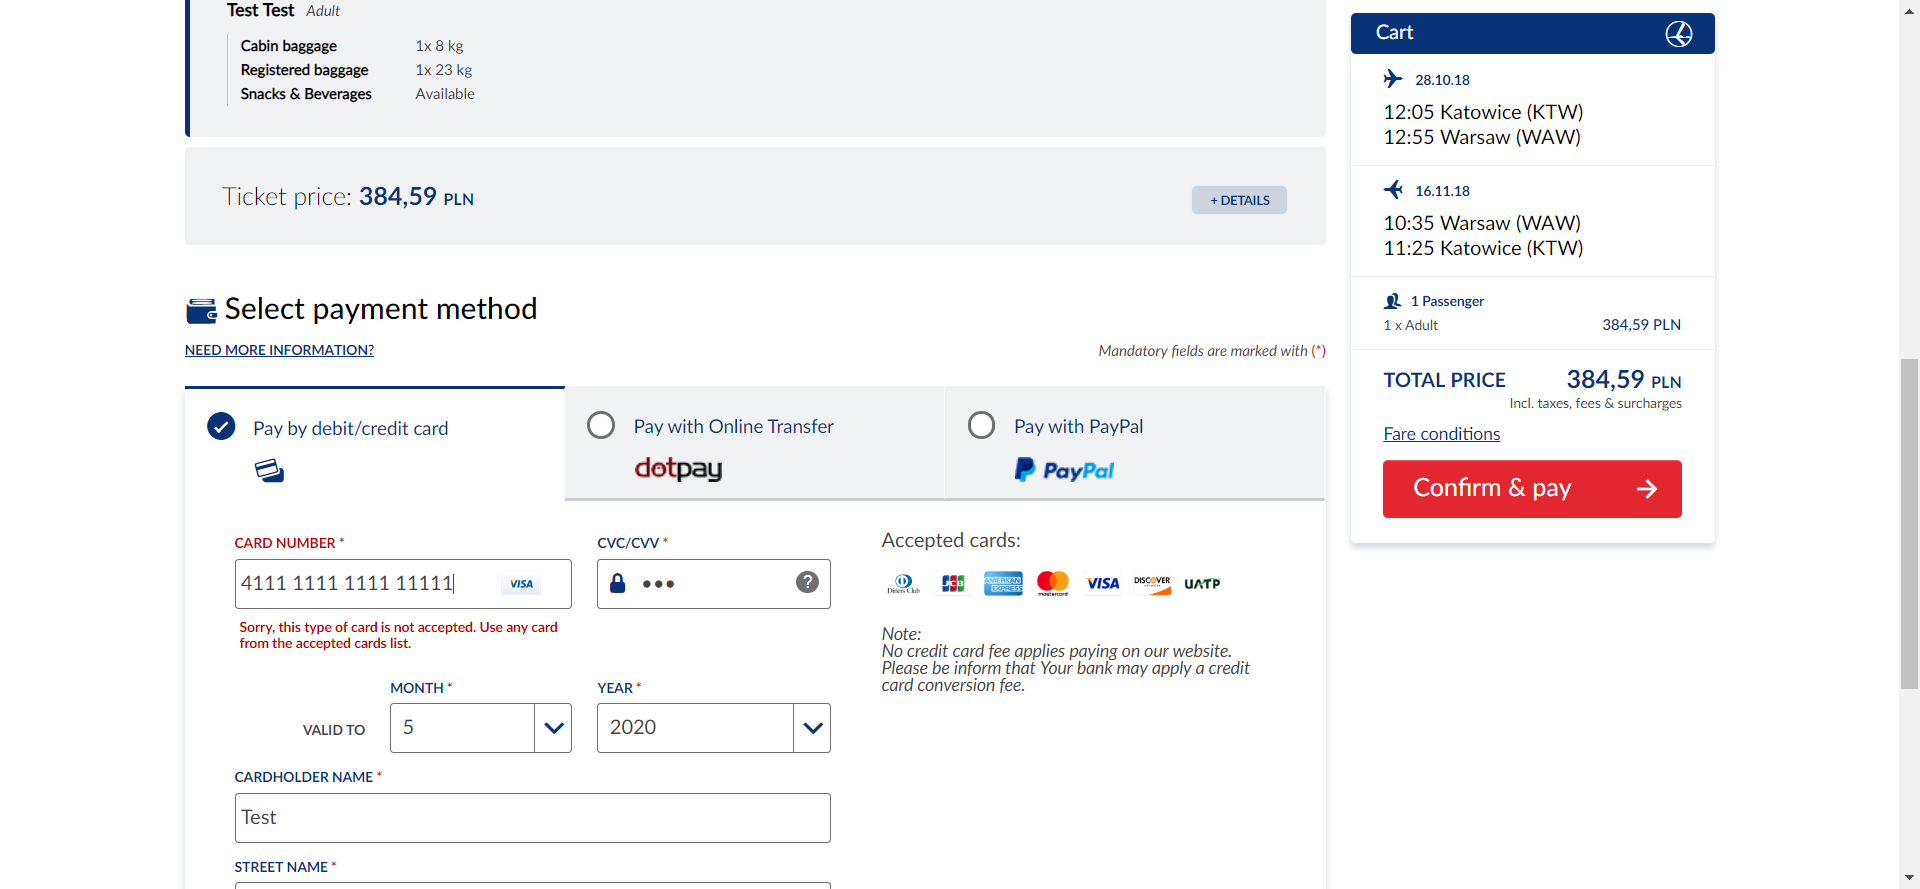 Test Test Adult
Cabin baggage 1x 8 kg
Registered baggage 1x 23 kg
Snacks & Beverages Available
Ticket price: 384,59 PLN
+ DETAILS
Select payment method
NEED MORE INFORMATION?
Mandatory fields are marked with (*)
Pay by debit/credit card
Pay with Online Transfer
dotpay
Pay with PayPal
PayPal
CARD NUMBER *
4111 1111 1111 11111
VISA
Sorry, this type of card is not accepted. Use any card
from the accepted cards list.
CVC/CVV *
•••
?
Accepted cards:
Diners Club
JCB
AMERICAN EXPRESS
mastercard
VISA
DISCOVER
UATP
Note:
No credit card fee applies paying on our website.
Please be inform that Your bank may apply a credit
card conversion fee.
VALID TO
MONTH *
5
YEAR *
2020
CARDHOLDER NAME *
Test
STREET NAME *
Cart
28.10.18
12:05 Katowice (KTW)
12:55 Warsaw (WAW)
16.11.18
10:35 Warsaw (WAW)
11:25 Katowice (KTW)
1 Passenger
1 x Adult 384,59 PLN
TOTAL PRICE 384,59 PLN
Incl. taxes, fees & surcharges
Fare conditions
Confirm & pay